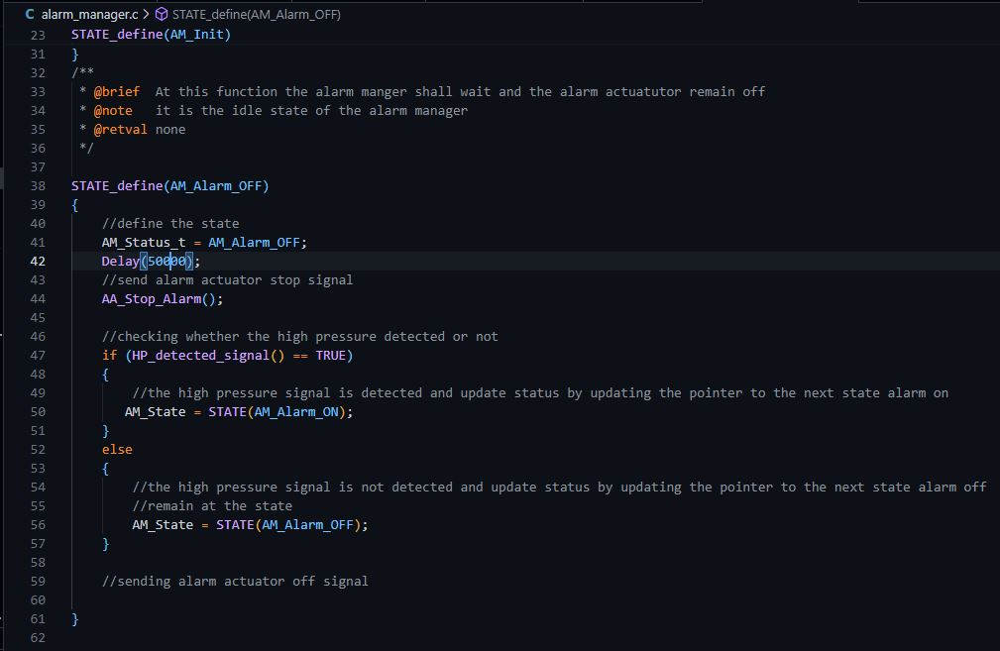 C alarm_manager.c > STATE_define(AM_Alarm_OFF)
23 STATE_define(AM_Init)
31 }
32 /**
33 * @brief At this function the alarm manger shall wait and the alarm actuatutor remain off
34 * @note it is the idle state of the alarm manager
35 * @retval none
36 */
37
38 STATE_define(AM_Alarm_OFF)
39 {
40 //define the state
41 AM_Status_t = AM_Alarm_OFF;
42 Delay(50000);
43 //send alarm actuator stop signal
44 AA_Stop_Alarm();
45
46 //checking whether the high pressure detected or not
47 if (HP_detected_signal() == TRUE)
48 {
49 //the high pressure signal is detected and update status by updating the pointer to the next state alarm on
50 AM_State = STATE(AM_Alarm_ON);
51 }
52 else
53 {
54 //the high pressure signal is not detected and update status by updating the pointer to the next state alarm off
55 //remain at the state
56 AM_State = STATE(AM_Alarm_OFF);
57 }
58
59 //sending alarm actuator off signal
60
61 }
62